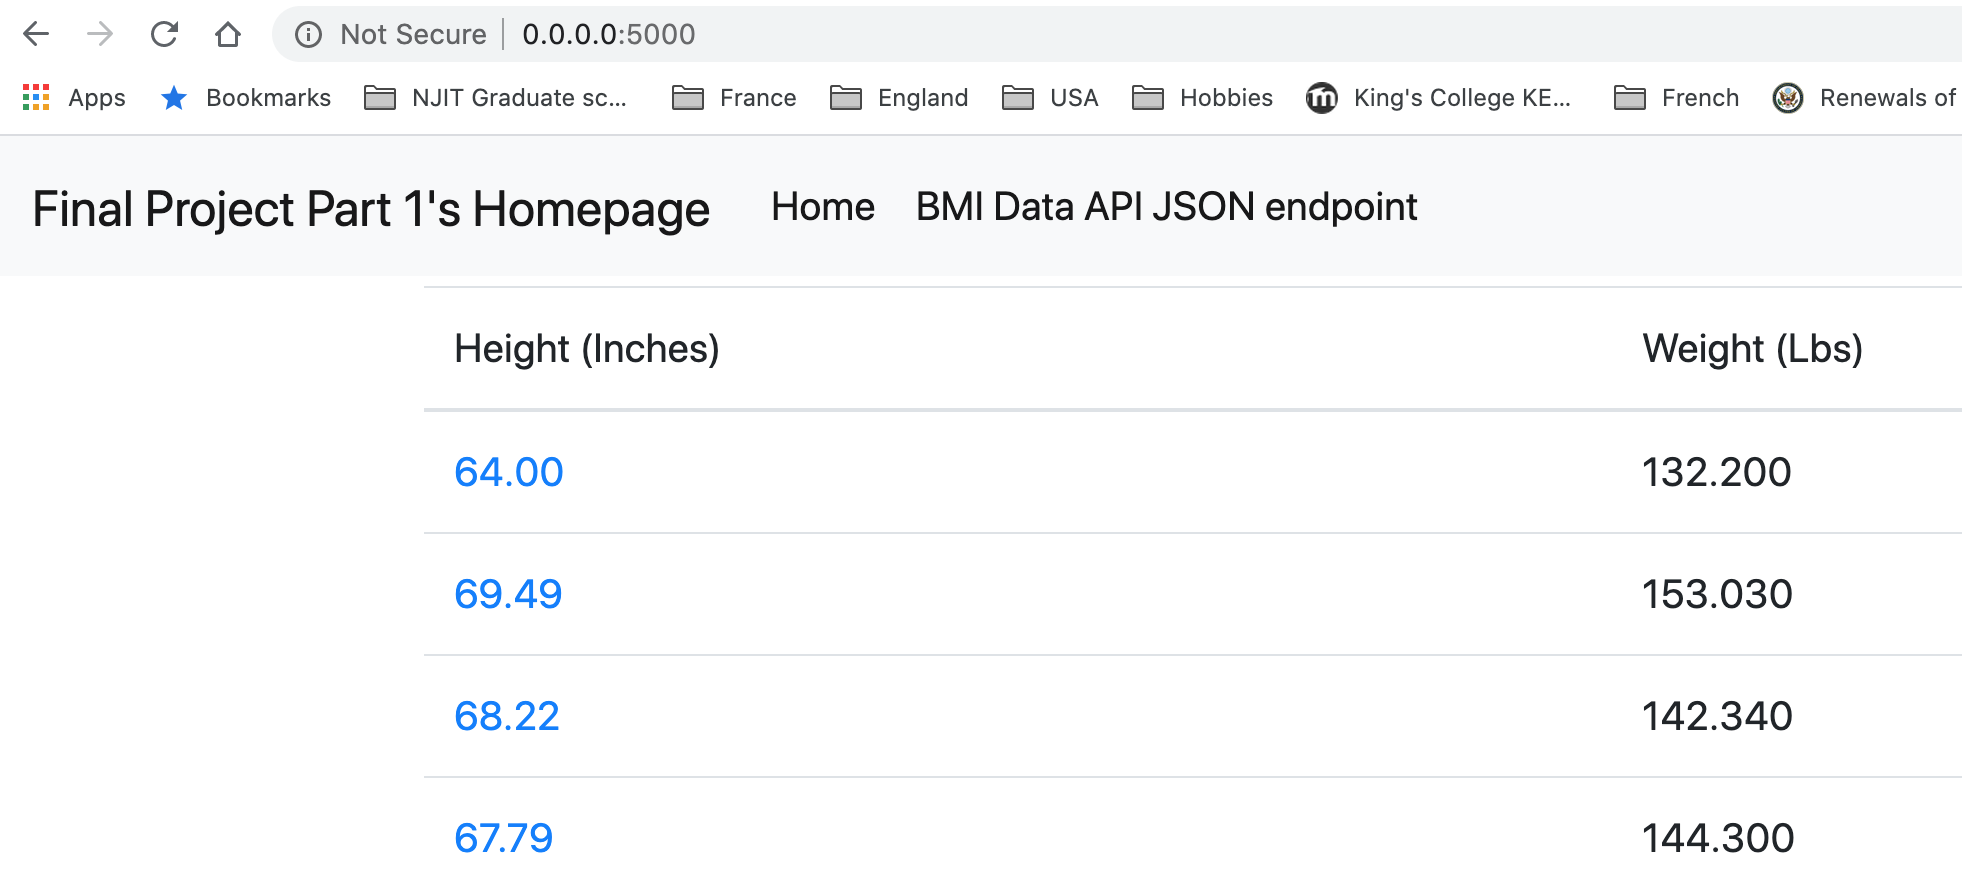 Not Secure 0.0.0.0:5000
Apps Bookmarks NJIT Graduate sc... France England USA Hobbies King's College KE... French Renewals of
Final Project Part 1's Homepage Home BMI Data API JSON endpoint
Height (Inches) Weight (Lbs)
64.00 132.200
69.49 153.030
68.22 142.340
67.79 144.300